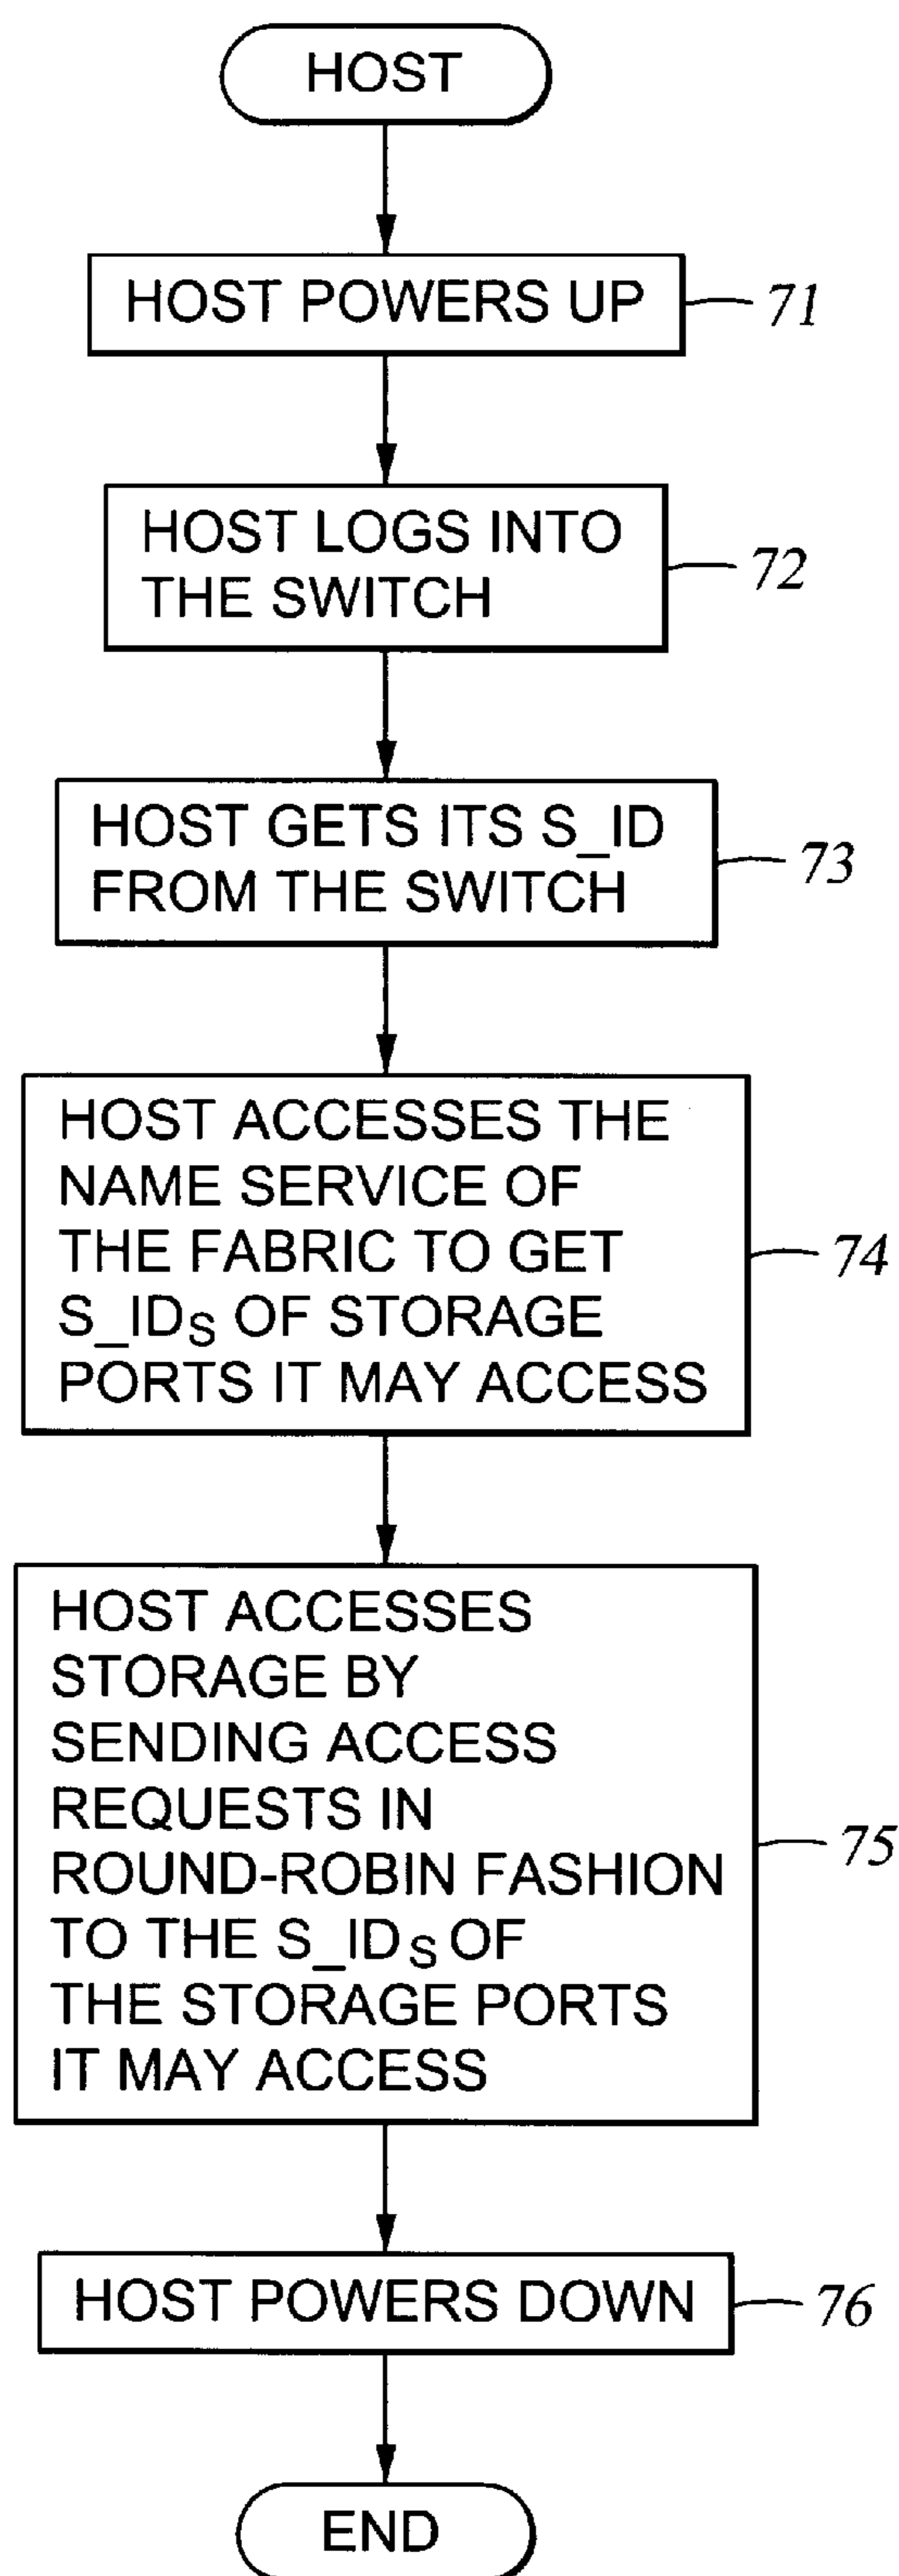 HOST
HOST POWERS UP
71
HOST LOGS INTO
THE SWITCH
72
HOST GETS ITS S_ID
FROM THE SWITCH
73
HOST ACCESSES THE
NAME SERVICE OF
THE FABRIC TO GET
S_IDS OF STORAGE
PORTS IT MAY ACCESS
74
HOST ACCESSES
STORAGE BY
SENDING ACCESS
REQUESTS IN
ROUND-ROBIN FASHION
TO THE S_IDS OF
THE STORAGE PORTS
IT MAY ACCESS
75
HOST POWERS DOWN
76
END